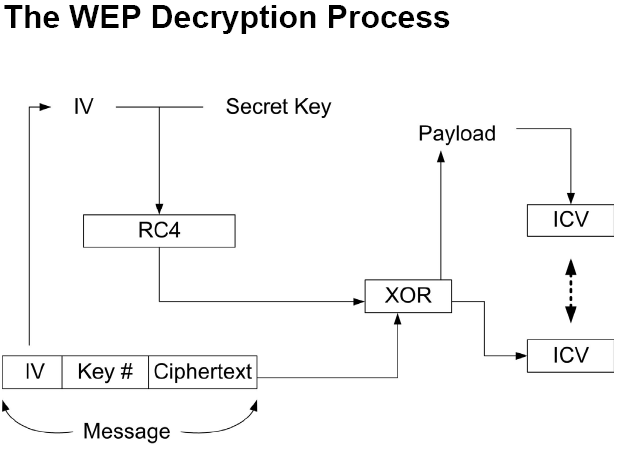 The WEP Decryption Process
IV Secret Key
Payload
ICV
RC4
XOR
ICV
IV Key # Ciphertext
Message